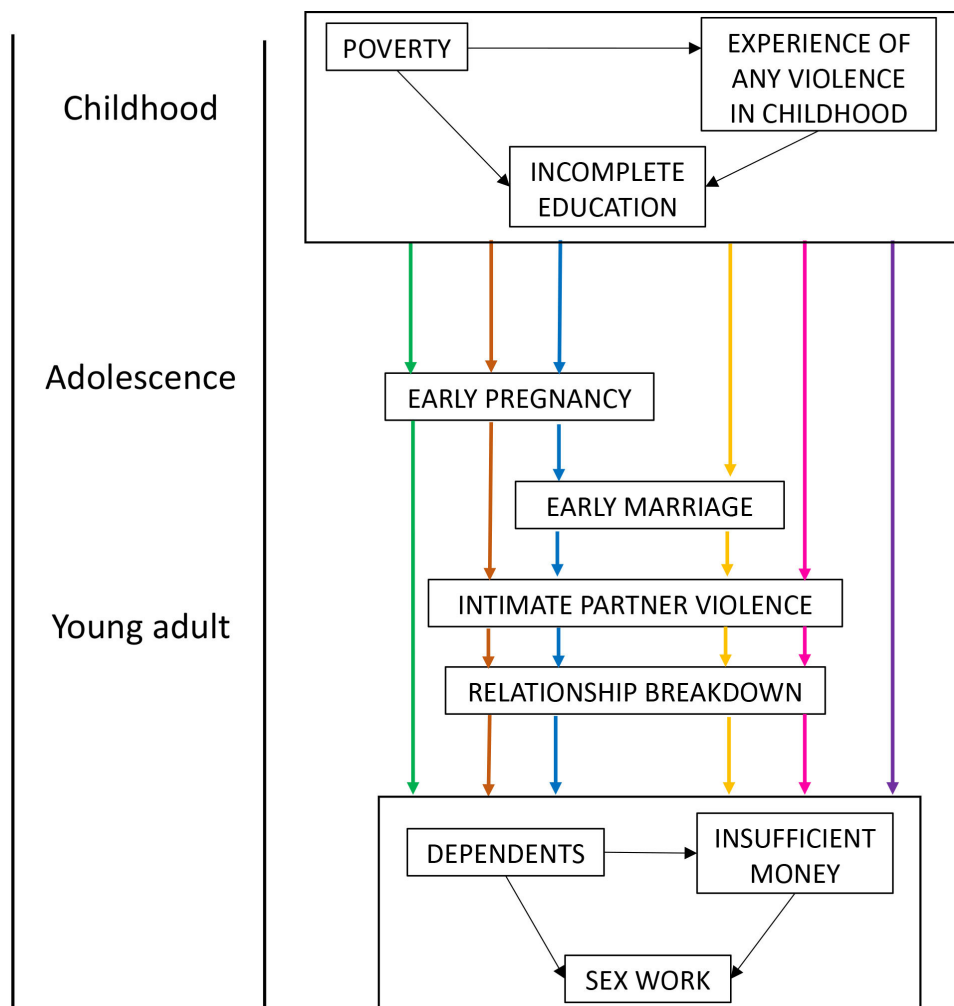 Childhood
POVERTY
EXPERIENCE OF
ANY VIOLENCE
IN CHILDHOOD
INCOMPLETE
EDUCATION
Adolescence
EARLY PREGNANCY
EARLY MARRIAGE
Young adult
INTIMATE PARTNER VIOLENCE
RELATIONSHIP BREAKDOWN
DEPENDENTS
INSUFFICIENT
MONEY
SEX WORK